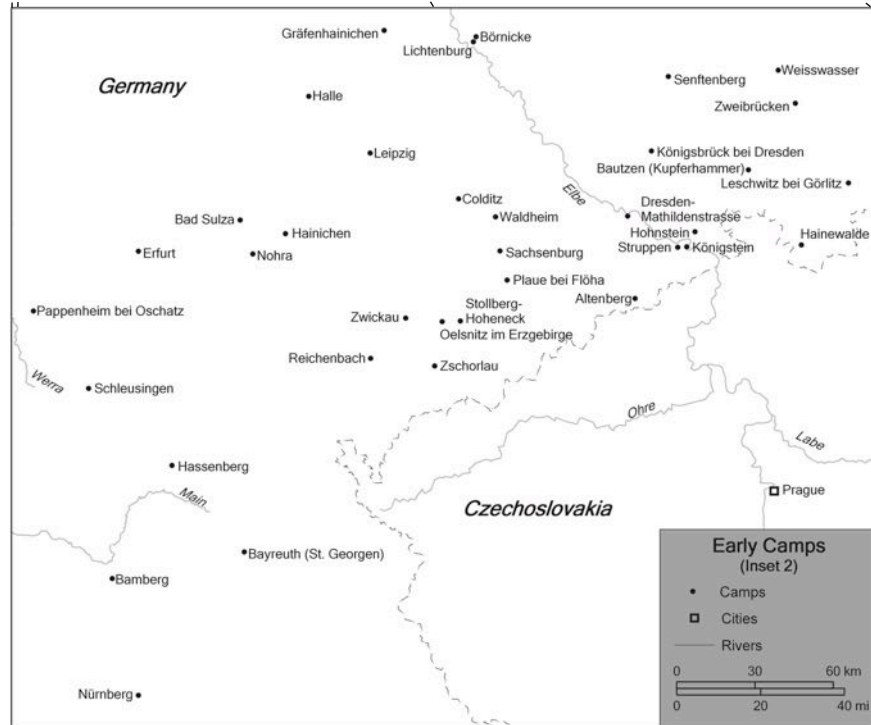 Gräfenhainichen
Börnicke
Lichtenburg
Germany
Senftenberg
Weisswasser
Halle
Zweibrücken
Leipzig
Königsbrück bei Dresden
Bautzen (Kupferhammer)
Leschwitz bei Görlitz
Elbe
Colditz
Waldheim
Dresden-
Mathildenstrasse
Bad Sulza
Hainichen
Hohnstein
Hainewalde
Erfurt
Nohra
Sachsenburg
Struppen
Königstein
Plaue bei Flöha
Altenberg
Pappenheim bei Oschatz
Zwickau
Stollberg-
Hoheneck
Oelsnitz im Erzgebirge
Reichenbach
Zschorlau
Werra
Schleusingen
Ohre
Labe
Hassenberg
Main
Prague
Czechoslovakia
Bayreuth (St. Georgen)
Bamberg
Nürnberg
Early Camps
(Inset 2)
Camps
Cities
Rivers
0 30 60 km
0 20 40 mi